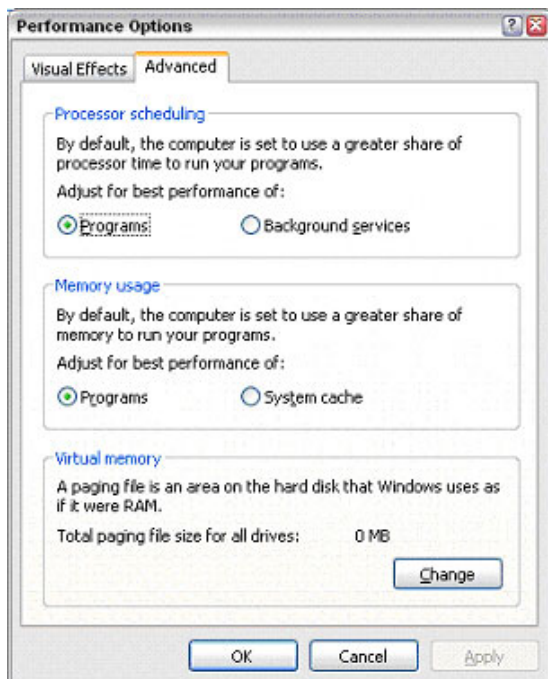 Performance Options
Visual Effects
Advanced
Processor scheduling
By default, the computer is set to use a greater share of
processor time to run your programs.
Adjust for best performance of:
Programs
Background services
Memory usage
By default, the computer is set to use a greater share of
memory to run your programs.
Adjust for best performance of:
Programs
System cache
Virtual memory
A paging file is an area on the hard disk that Windows uses as
if it were RAM.
Total paging file size for all drives: 0 MB
Change
OK
Cancel
Apply